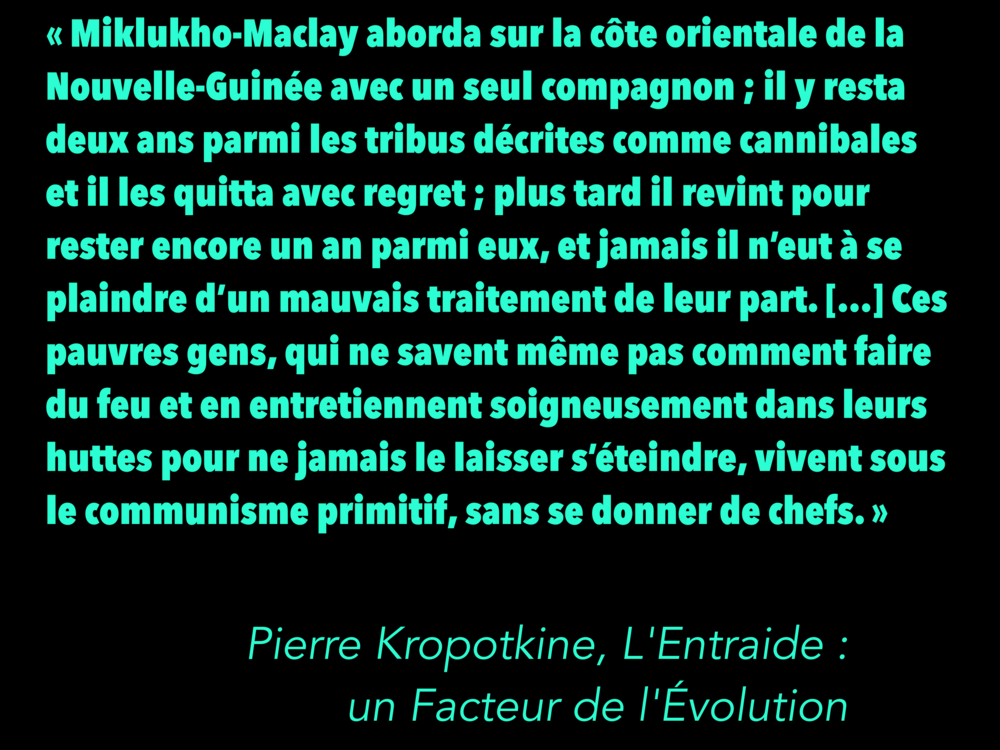 « Miklukho-Maclay aborda sur la côte orientale de la
Nouvelle-Guinée avec un seul compagnon ; il y resta
deux ans parmi les tribus décrites comme cannibales
et il les quitta avec regret ; plus tard il revint pour
rester encore un an parmi eux, et jamais il n’eut à se
plaindre d’un mauvais traitement de leur part. [...] Ces
pauvres gens, qui ne savent même pas comment faire
du feu et en entretiennent soigneusement dans leurs
huttes pour ne jamais le laisser s’éteindre, vivent sous
le communisme primitif, sans se donner de chefs. »
Pierre Kropotkine, L'Entraide :
un Facteur de l'Évolution